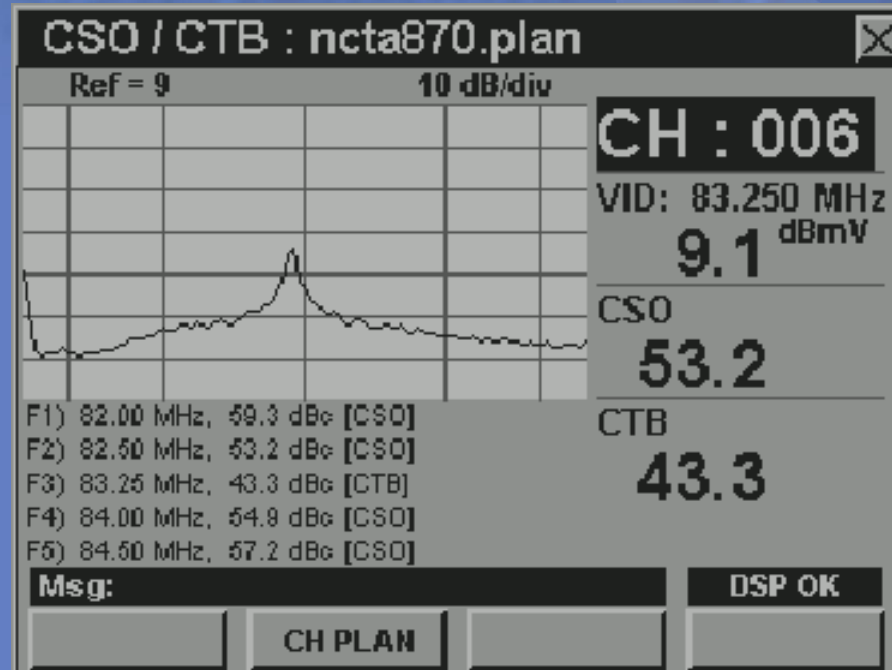 CSO / CTB : ncta870.plan
Ref = 9 10 dB/div
CH : 006
VID: 83.250 MHz
9.1 dBmV
CSO
53.2
CTB
43.3
F1) 82.00 MHz, 59.3 dBc [CSO]
F2) 82.50 MHz, 53.2 dBc [CSO]
F3) 83.25 MHz, 43.3 dBc [CTB]
F4) 84.00 MHz, 54.9 dBc [CSO]
F5) 84.50 MHz, 57.2 dBc [CSO]
Msg:
DSP OK
CH PLAN